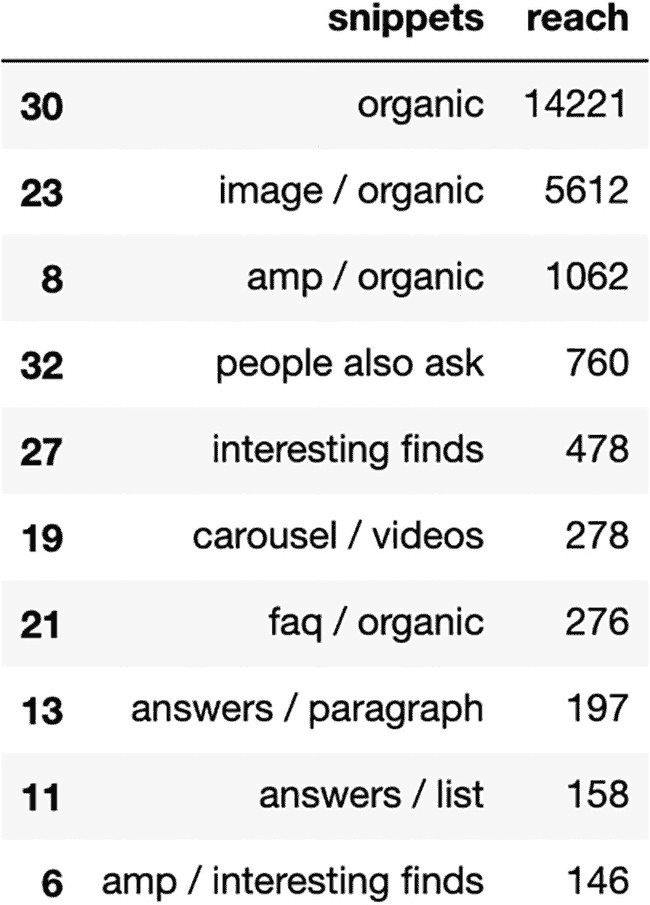 snippets reach
30 organic 14221
23 image / organic 5612
8 amp / organic 1062
32 people also ask 760
27 interesting finds 478
19 carousel / videos 278
21 faq / organic 276
13 answers / paragraph 197
11 answers / list 158
6 amp / interesting finds 146